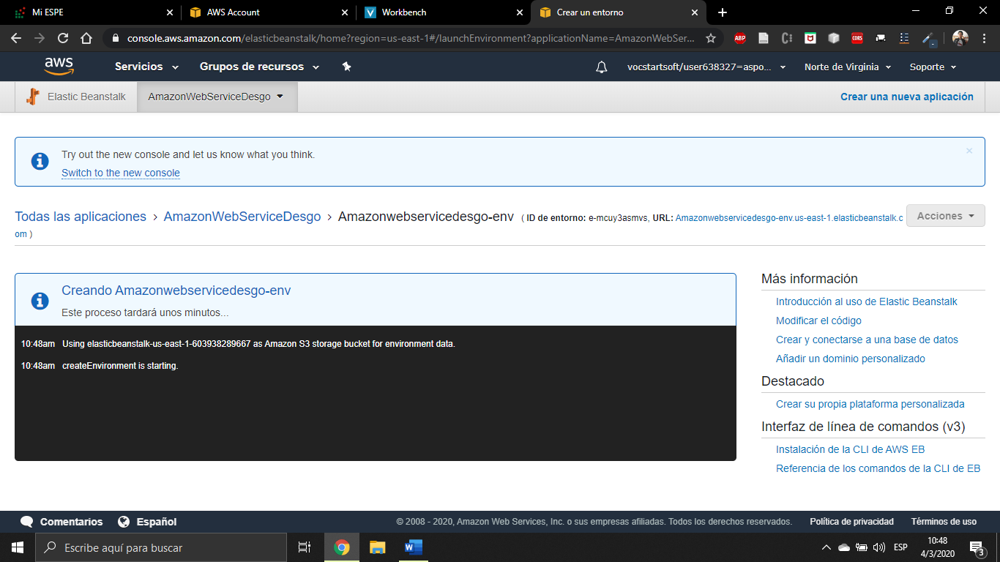 Mi ESPE
AWS Account
Workbench
Crear un entorno
console.aws.amazon.com/elasticbeanstalk/home?region=us-east-1#/launchEnvironment?applicationName=AmazonWebSer...
ABP
CORS
aws
Servicios
Grupos de recursos
vocstartsoft/user638327=aspo...
Norte de Virginia
Soporte
Elastic Beanstalk
AmazonWebServiceDesgo
Crear una nueva aplicación
Try out the new console and let us know what you think.
Switch to the new console
Todas las aplicaciones > AmazonWebServiceDesgo > Amazonwebservicedesgo-env ( ID de entorno: e-mcuy3asmvs, URL: Amazonwebservicedesgo-env.us-east-1.elasticbeanstalk.c
om )
Acciones
Creando Amazonwebservicedesgo-env
Este proceso tardará unos minutos...
10:48am Using elasticbeanstalk-us-east-1-603938289667 as Amazon S3 storage bucket for environment data.
10:48am createEnvironment is starting.
Más información
Introducción al uso de Elastic Beanstalk
Modificar el código
Crear y conectarse a una base de datos
Añadir un dominio personalizado
Destacado
Crear su propia plataforma personalizada
Interfaz de línea de comandos (v3)
Instalación de la CLI de AWS EB
Referencia de los comandos de la CLI de EB
Comentarios
Español
© 2008 - 2020, Amazon Web Services, Inc. o sus empresas afiliadas. Todos los derechos reservados.
Política de privacidad
Términos de uso
Escribe aquí para buscar
ESP
10:48
4/3/2020
3